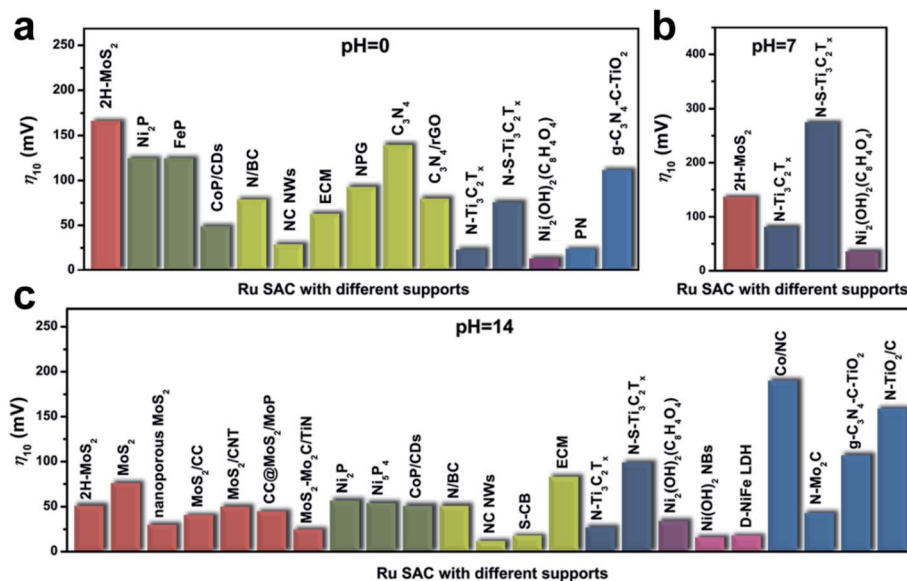 a
pH=0
η₁₀ (mV)
250
200
150
100
50
0
2H-MoS₂
Ni₂P
FeP
CoP/CDs
N/BC
NC NWs
ECM
NPG
C₃N₄
C₃N₄/rGO
N-Ti₃C₂Tₓ
N-S-Ti₃C₂Tₓ
Ni₂(OH)₂(C₈H₄O₄)
PN
g-C₃N₄-C-TiO₂
Ru SAC with different supports
b
pH=7
η₁₀ (mV)
400
300
200
100
0
2H-MoS₂
N-Ti₃C₂Tₓ
N-S-Ti₃C₂Tₓ
Ni₂(OH)₂(C₈H₄O₄)
Ru SAC with different supports
c
pH=14
η₁₀ (mV)
250
200
150
100
50
0
2H-MoS₂
MoS₂
nanoporous MoS₂
MoS₂/CC
MoS₂/CNT
CC@MoS₂/MoP
MoS₂-Mo₂C/TiN
Ni₂P
Ni₅P₄
CoP/CDs
N/BC
NC NWs
S-CB
ECM
N-Ti₃C₂Tₓ
N-S-Ti₃C₂Tₓ
Ni₂(OH)₂(C₈H₄O₄)
Ni(OH)₂ NBs
D-NiFe LDH
Co/NC
N-Mo₂C
g-C₃N₄-C-TiO₂
N-TiO₂/C
Ru SAC with different supports